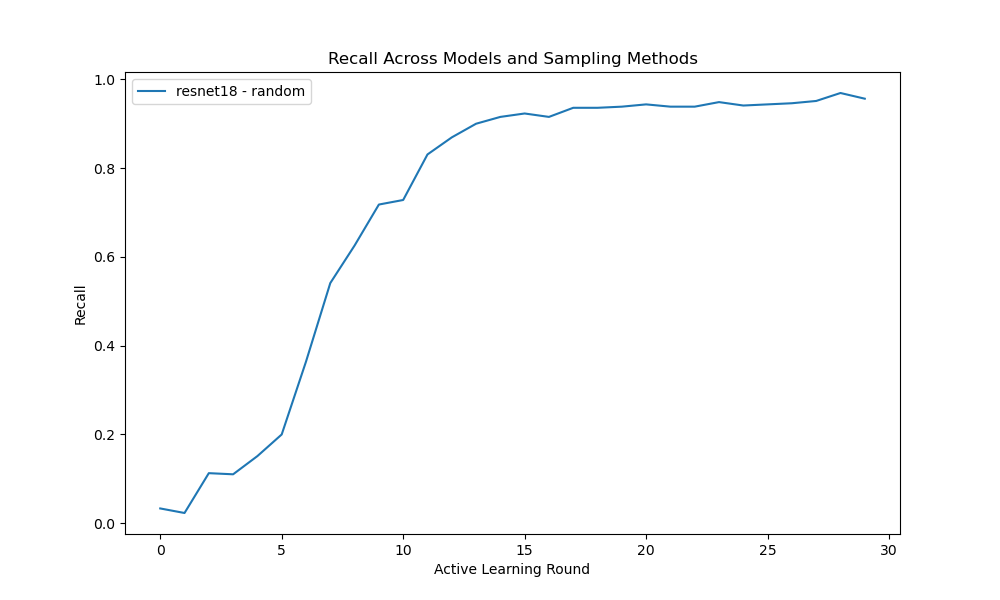 Recall Across Models and Sampling Methods
resnet18 - random
1.0
0.8
0.6
0.4
0.2
0.0
Recall
0 5 10 15 20 25 30
Active Learning Round